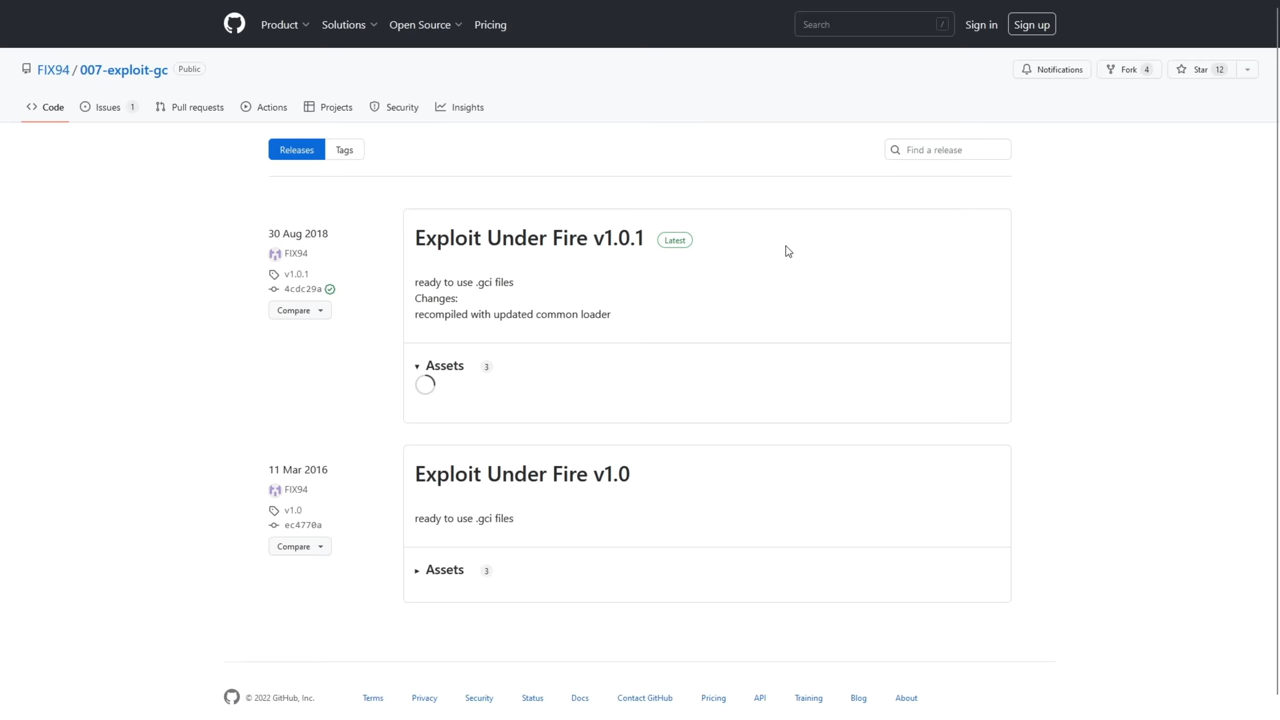 Product Solutions Open Source Pricing Search / Sign in Sign up
FIX94 / 007-exploit-gc Public Notifications Fork 4 Star 12
Code Issues 1 Pull requests Actions Projects Security Insights
Releases Tags Find a release
30 Aug 2018
FIX94
v1.0.1
4cdc29a
Compare
Exploit Under Fire v1.0.1 Latest
ready to use .gci files
Changes:
recompiled with updated common loader
Assets 3
11 Mar 2016
FIX94
v1.0
ec4770a
Compare
Exploit Under Fire v1.0
ready to use .gci files
Assets 3
© 2022 GitHub, Inc. Terms Privacy Security Status Docs Contact GitHub Pricing API Training Blog About